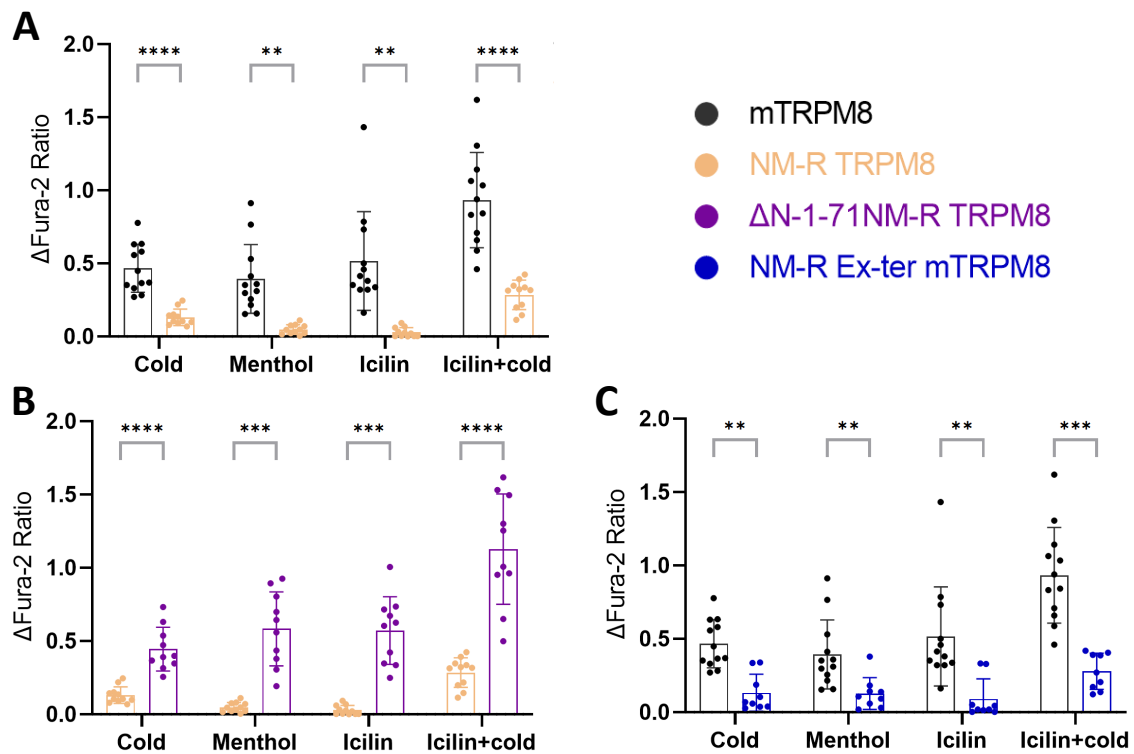 A
ΔFura-2 Ratio
2.0
1.5
1.0
0.5
0.0
**** ** ** ****
Cold Menthol Icilin Icilin+cold
mTRPM8
NM-R TRPM8
ΔN-1-71NM-R TRPM8
NM-R Ex-ter mTRPM8
B
ΔFura-2 Ratio
2.0
1.5
1.0
0.5
0.0
**** *** *** ****
Cold Menthol Icilin Icilin+cold
C
ΔFura-2 Ratio
2.0
1.5
1.0
0.5
0.0
** ** ** ***
Cold Menthol Icilin Icilin+cold